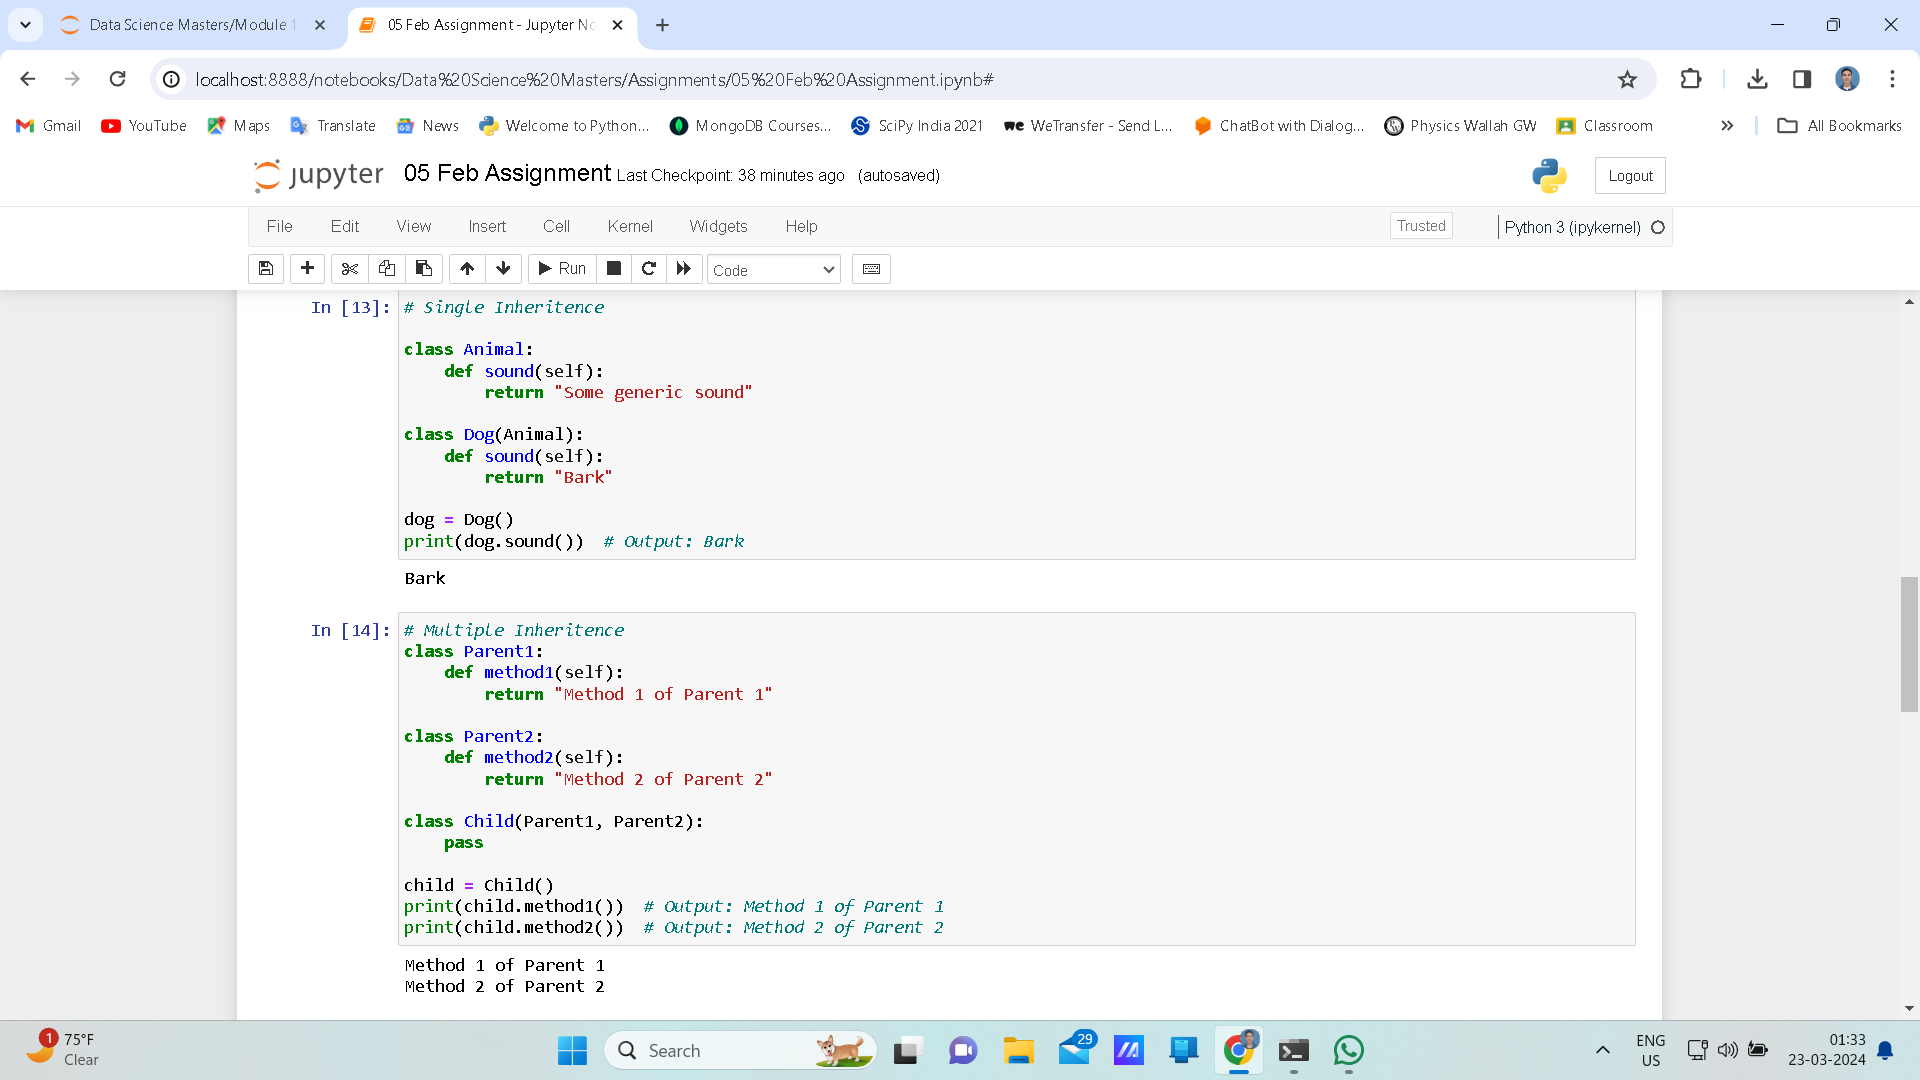 Data Science Masters/Module 1
05 Feb Assignment - Jupyter No
localhost:8888/notebooks/Data%20Science%20Masters/Assignments/05%20Feb%20Assignment.ipynb#
Gmail YouTube Maps Translate News Welcome to Python... MongoDB Courses... SciPy India 2021 we WeTransfer - Send L... ChatBot with Dialog... Physics Wallah GW Classroom » All Bookmarks
jupyter 05 Feb Assignment Last Checkpoint: 38 minutes ago (autosaved) Logout
File Edit View Insert Cell Kernel Widgets Help Trusted Python 3 (ipykernel)
Run Code
In [13]: # Single Inheritence
class Animal:
    def sound(self):
        return "Some generic sound"
class Dog(Animal):
    def sound(self):
        return "Bark"
dog = Dog()
print(dog.sound())  # Output: Bark
Bark
In [14]: # Multiple Inheritence
class Parent1:
    def method1(self):
        return "Method 1 of Parent 1"
class Parent2:
    def method2(self):
        return "Method 2 of Parent 2"
class Child(Parent1, Parent2):
    pass
child = Child()
print(child.method1())  # Output: Method 1 of Parent 1
print(child.method2())  # Output: Method 2 of Parent 2
Method 1 of Parent 1
Method 2 of Parent 2
1 75°F
Clear
Search
29
ENG
US
01:33
23-03-2024